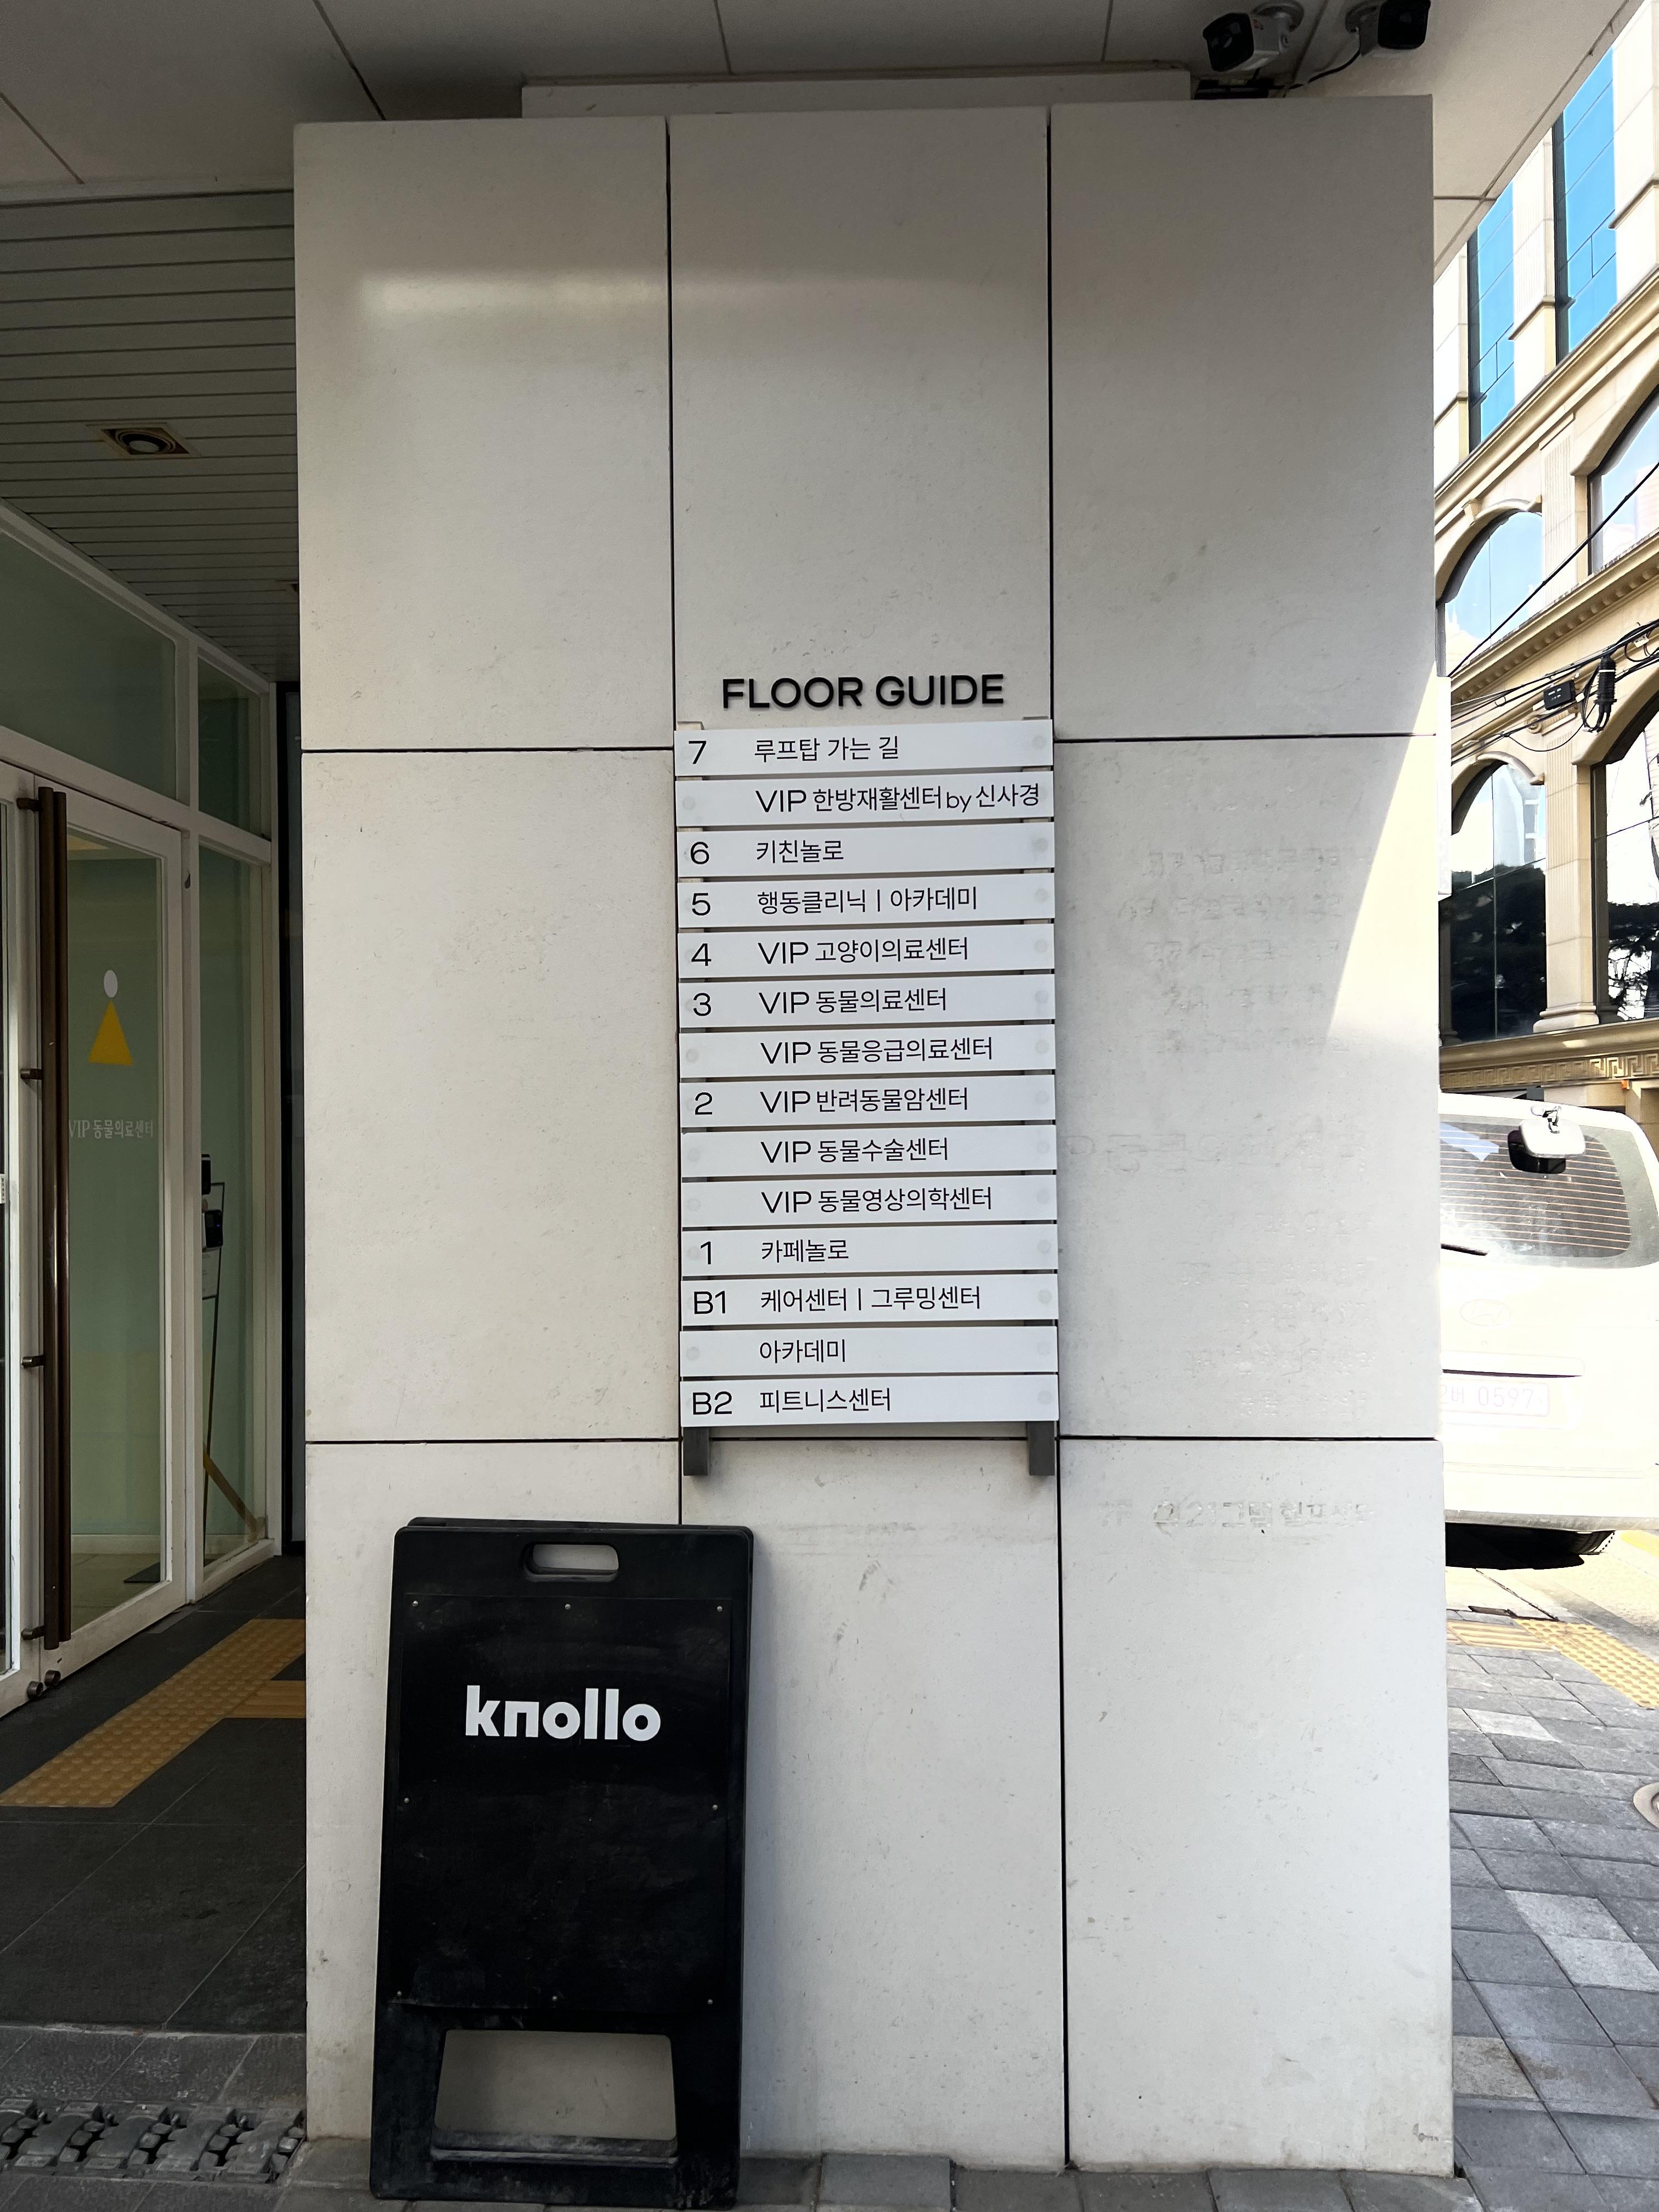 FLOOR GUIDE
7 루프탑 가는 길
VIP 한방재활센터 by 신사경
6 키친놀로
5 행동클리닉 | 아카데미
4 VIP 고양이의료센터
3 VIP 동물의료센터
VIP 동물응급의료센터
2 VIP 반려동물암센터
VIP 동물수술센터
VIP 동물영상의학센터
1 카페놀로
B1 케어센터 | 그루밍센터
아카데미
B2 피트니스센터
VIP 동물의료센터
knollo
0597